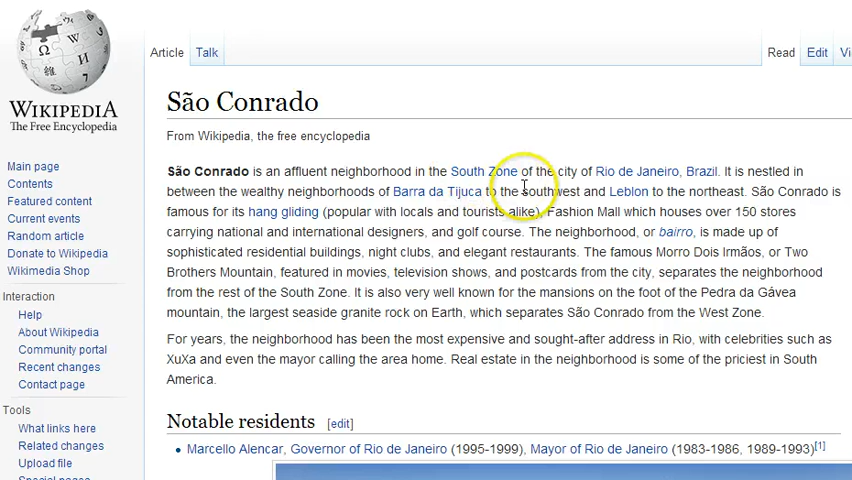 Article Talk Read Edit
WIKIPEDIA
The Free Encyclopedia
São Conrado
From Wikipedia, the free encyclopedia
Main page
Contents
Featured content
Current events
Random article
Donate to Wikipedia
Wikimedia Shop
Interaction
Help
About Wikipedia
Community portal
Recent changes
Contact page
Tools
What links here
Related changes
Upload file
Special pages
São Conrado is an affluent neighborhood in the South Zone of the city of Rio de Janeiro, Brazil. It is nestled in
between the wealthy neighborhoods of Barra da Tijuca to the southwest and Leblon to the northeast. São Conrado is
famous for its hang gliding (popular with locals and tourists alike), Fashion Mall which houses over 150 stores
carrying national and international designers, and golf course. The neighborhood, or bairro, is made up of
sophisticated residential buildings, night clubs, and elegant restaurants. The famous Morro Dois Irmãos, or Two
Brothers Mountain, featured in movies, television shows, and postcards from the city, separates the neighborhood
from the rest of the South Zone. It is also very well known for the mansions on the foot of the Pedra da Gávea
mountain, the largest seaside granite rock on Earth, which separates São Conrado from the West Zone.
For years, the neighborhood has been the most expensive and sought-after address in Rio, with celebrities such as
XuXa and even the mayor calling the area home. Real estate in the neighborhood is some of the priciest in South
America.
Notable residents [edit]
Marcello Alencar, Governor of Rio de Janeiro (1995-1999), Mayor of Rio de Janeiro (1983-1986, 1989-1993)[1]